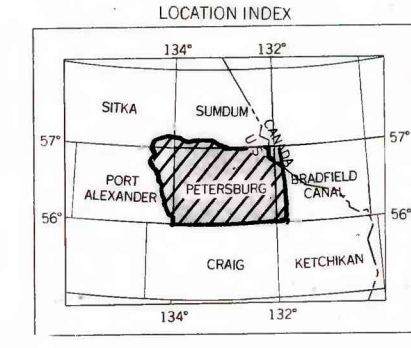 LOCATION INDEX
134° 132°
SITKA SUMDUM
CANADA
U.S.
57° 57°
PORT ALEXANDER
PETERSBURG
BRADFIELD CANAL
56° 56°
CRAIG KETCHIKAN
134° 132°